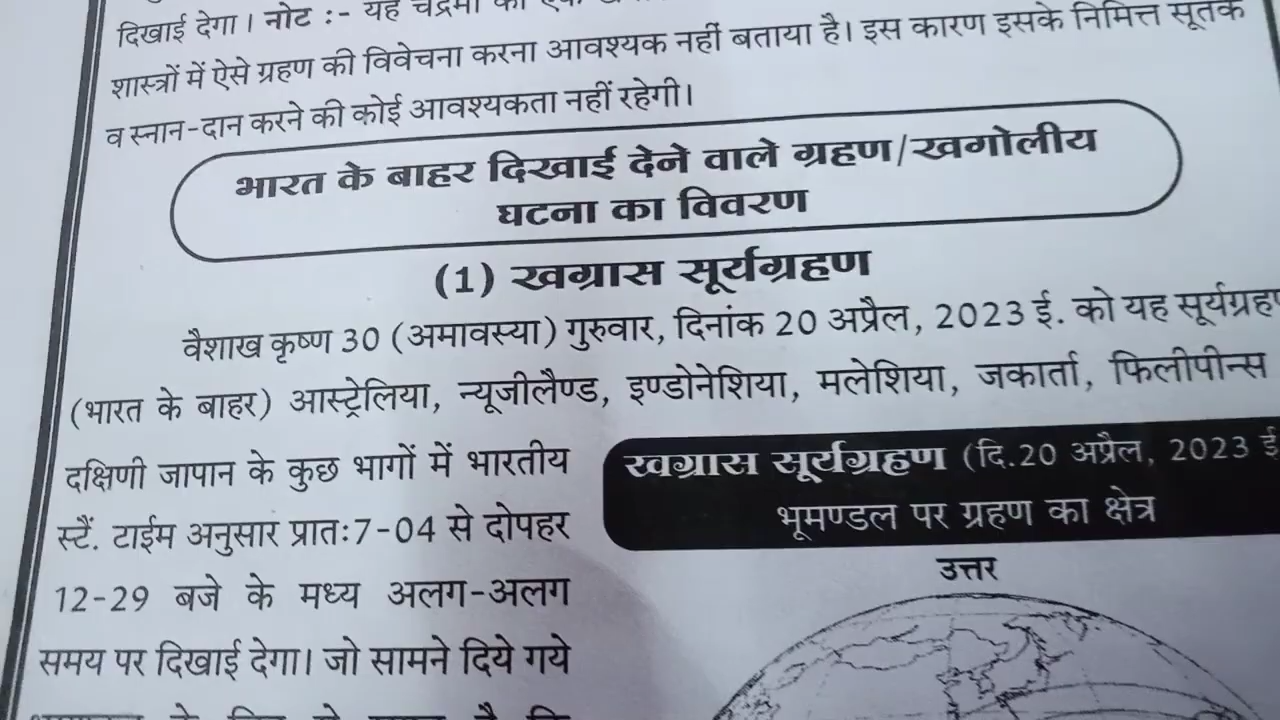 दिखाई देगा। नोट :- यह चंद्रमा की एक
शास्त्रों में ऐसे ग्रहण की विवेचना करना आवश्यक नहीं बताया है। इस कारण इसके निमित्त सूतक
व स्नान-दान करने की कोई आवश्यकता नहीं रहेगी।
भारत के बाहर दिखाई देने वाले ग्रहण/खगोलीय
घटना का विवरण
(1) खग्रास सूर्यग्रहण
वैशाख कृष्ण 30 (अमावस्या) गुरुवार, दिनांक 20 अप्रैल, 2023 ई. को यह सूर्यग्रहण
(भारत के बाहर) आस्ट्रेलिया, न्यूजीलैण्ड, इण्डोनेशिया, मलेशिया, जकार्ता, फिलीपीन्स
दक्षिणी जापान के कुछ भागों में भारतीय
स्टैं. टाईम अनुसार प्रातः7-04 से दोपहर
12-29 बजे के मध्य अलग-अलग
समय पर दिखाई देगा। जो सामने दिये गये
खग्रास सूर्यग्रहण (दि.20 अप्रैल, 2023 ई
भूमण्डल पर ग्रहण का क्षेत्र
उत्तर